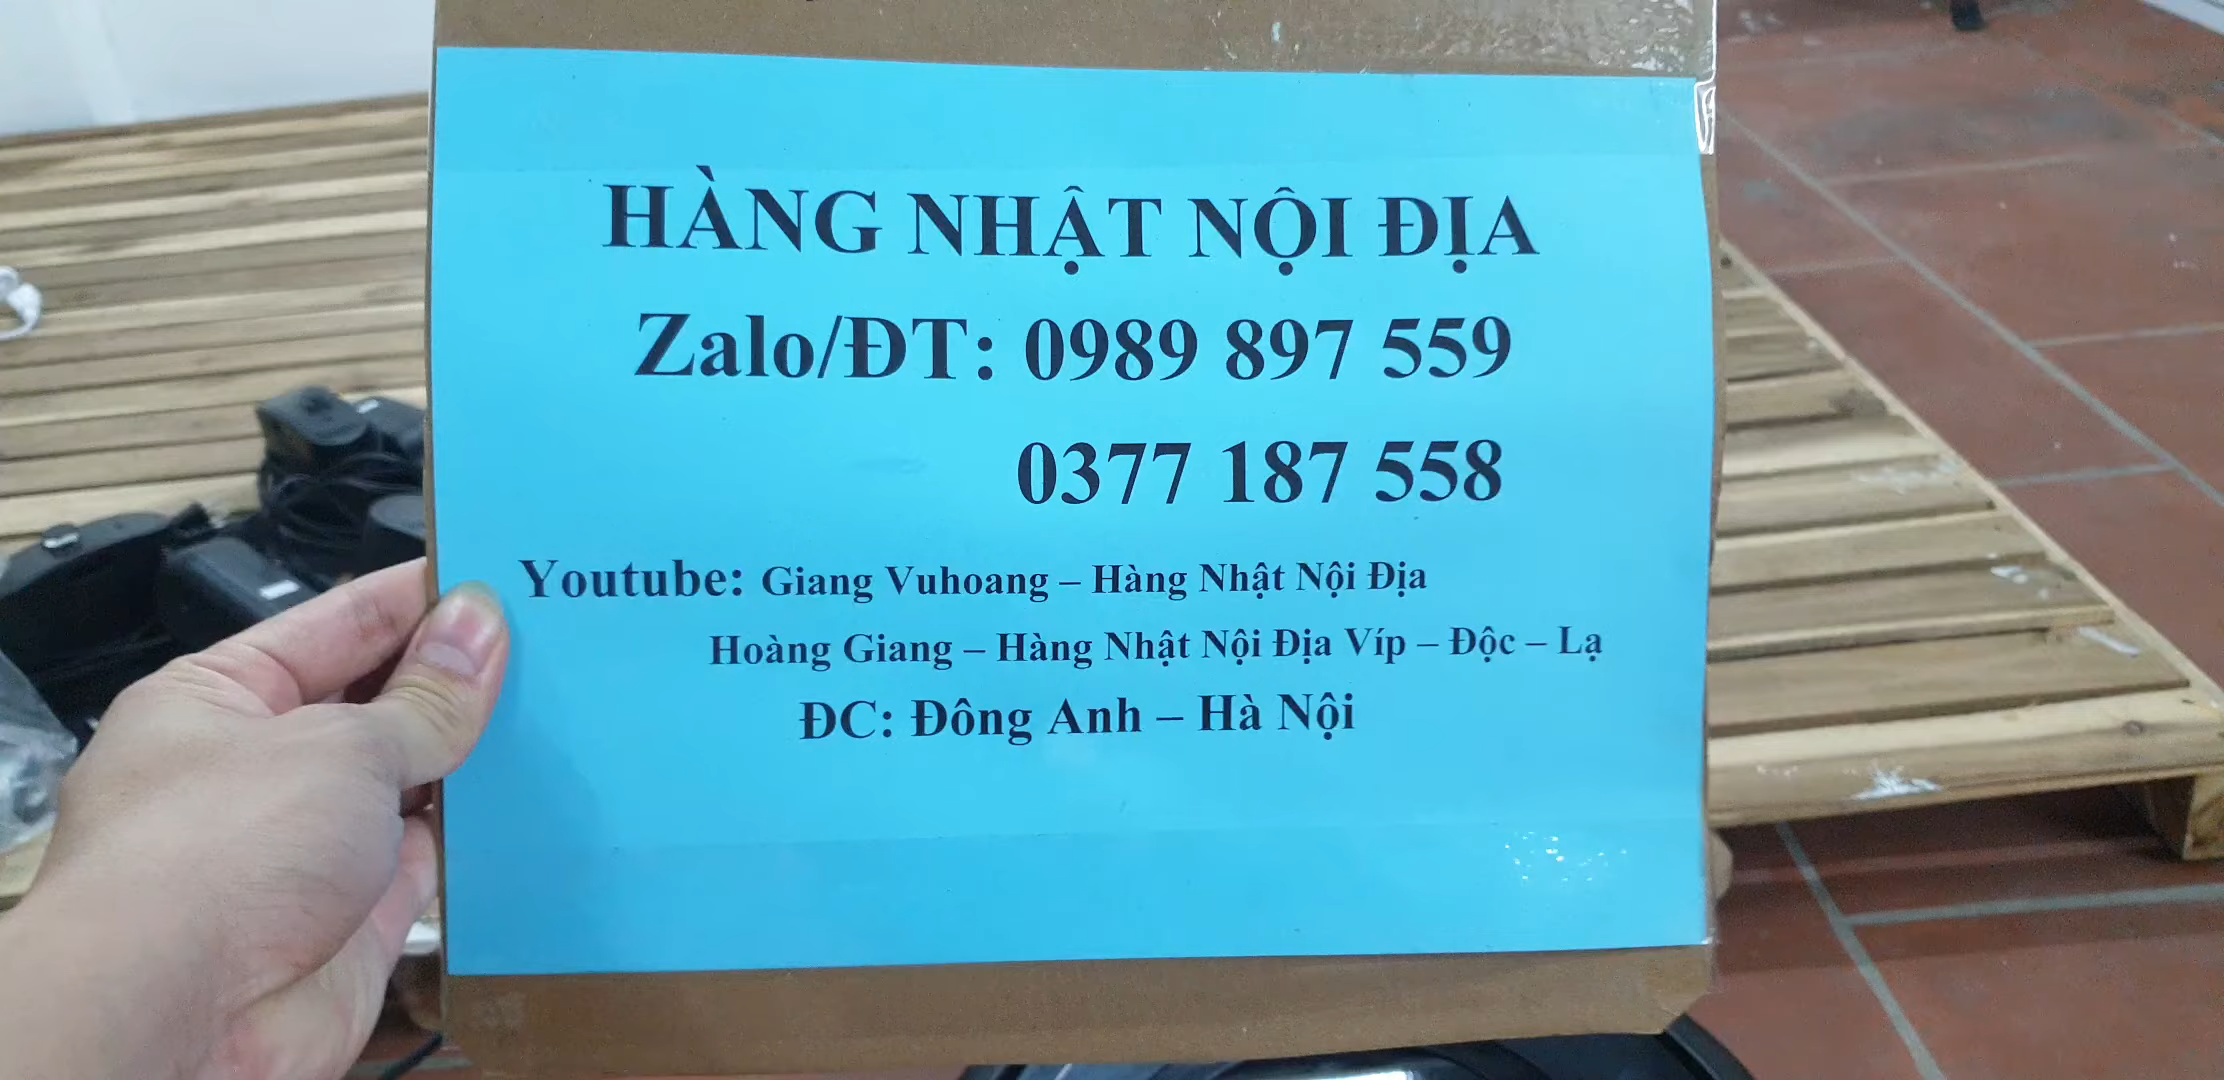 HÀNG NHẬT NỘI ĐỊA
Zalo/ĐT: 0989 897 559
0377 187 558
Youtube: Giang Vuhoang – Hàng Nhật Nội Địa
Hoàng Giang – Hàng Nhật Nội Địa Víp – Độc – Lạ
ĐC: Đông Anh – Hà Nội